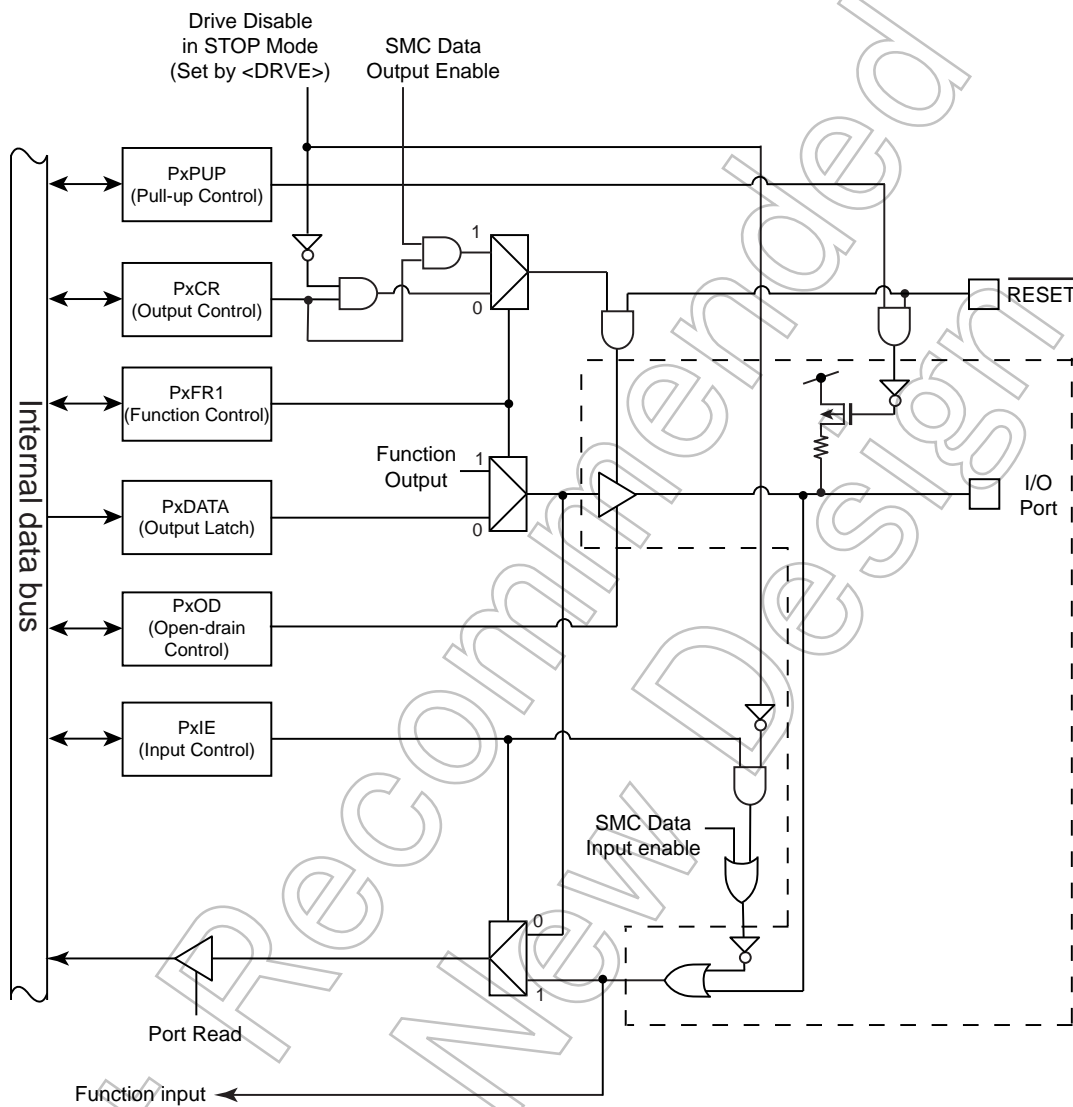 Drive Disable
in STOP Mode
(Set by <DRVE>)
SMC Data
Output Enable
PxPUP
(Pull-up Control)
1
PxCR
(Output Control)
0
RESET
PxFR1
(Function Control)
Function
Output
1
I/O
Port
PxDATA
(Output Latch)
0
Internal data bus
PxOD
(Open-drain
Control)
PxIE
(Input Control)
SMC Data
Input enable
0
1
Port Read
Function input
Recommended
New Design